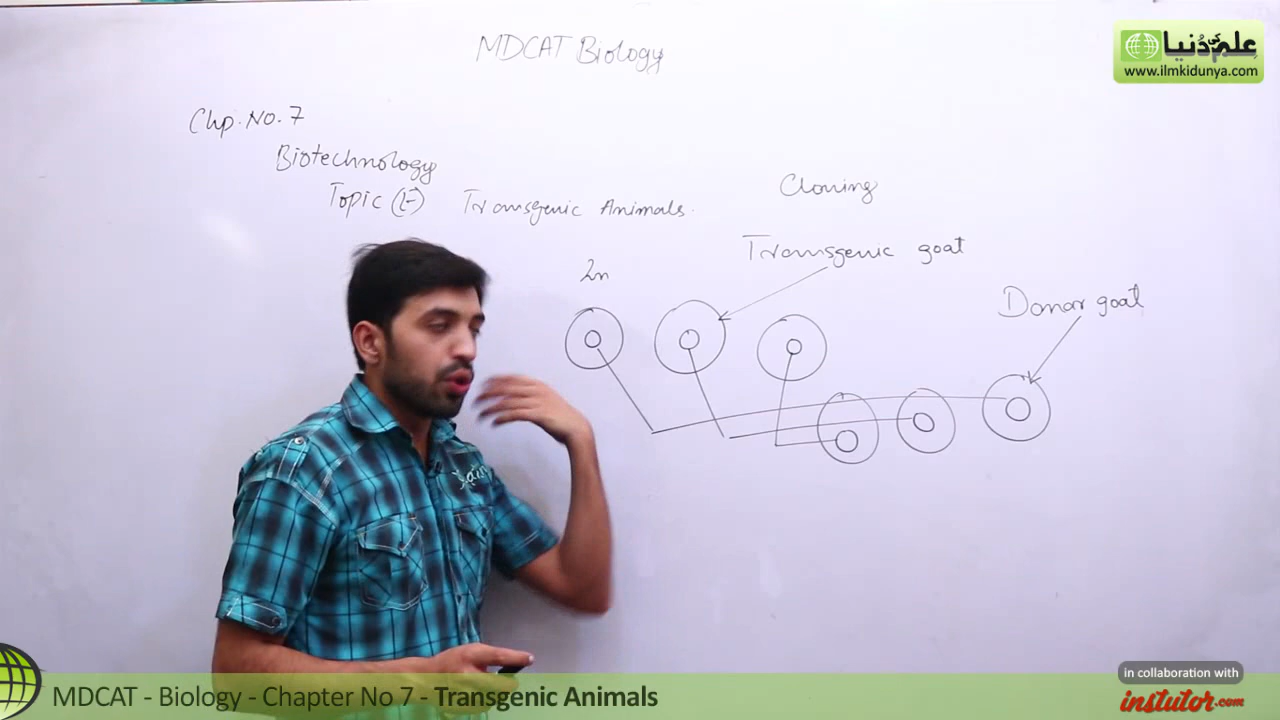 MDCAT Biology
علم کی دُنیا
www.ilmkidunya.com
Chp. No. 7
Biotechnology
Topic Transgenic Animals.
Cloning
Transgenic goat
2n
Donar goat
in collaboration with
instutor.com
MDCAT - Biology - Chapter No 7 - Transgenic Animals